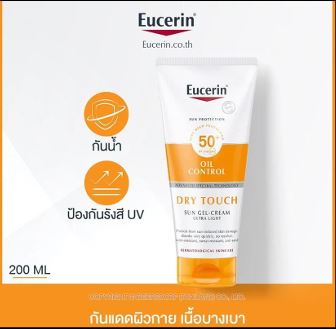 Eucerin
Eucerin.co.th
กันน้ำ
ป้องกันรังสี UV
200 ML
Eucerin
SUN PROTECTION
50+
OIL
CONTROL
DRY TOUCH
SUN GEL-CREAM
ULTRA LIGHT
DERMATOLOGICAL SKINCARE
กันแดดผิวกาย เนื้อบางเบา